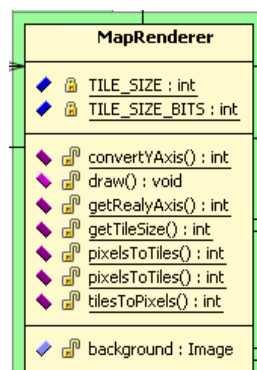 MapRenderer
TILE_SIZE : int
TILE_SIZE_BITS : int
convertYAxis() : int
draw() : void
getRealyAxis() : int
getTileSize() : int
pixelsToTiles() : int
pixelsToTiles() : int
tilesToPixels() : int
background : Image